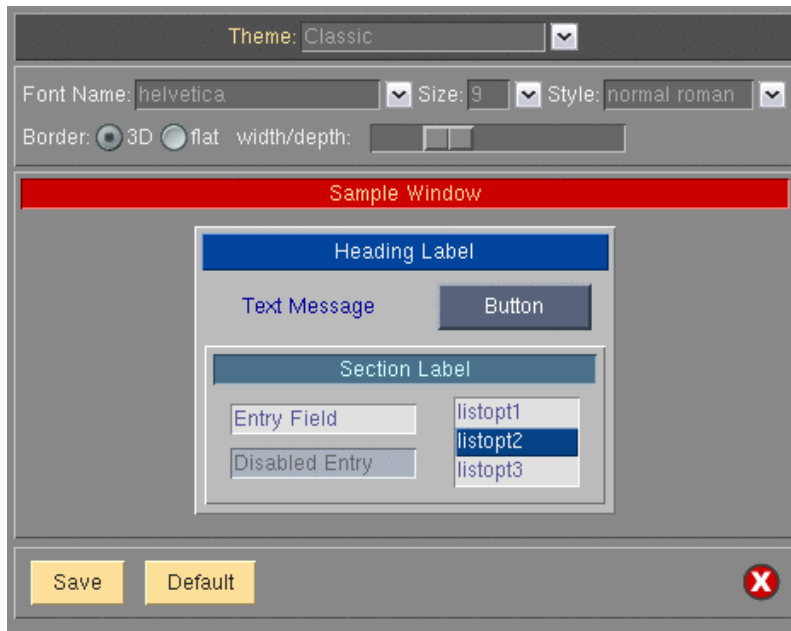 Theme: Classic
Font Name: helvetica Size: 9 Style: normal roman
Border: 3D flat width/depth:
Sample Window
Heading Label
Text Message Button
Section Label
Entry Field
Disabled Entry
listopt1
listopt2
listopt3
Save Default X